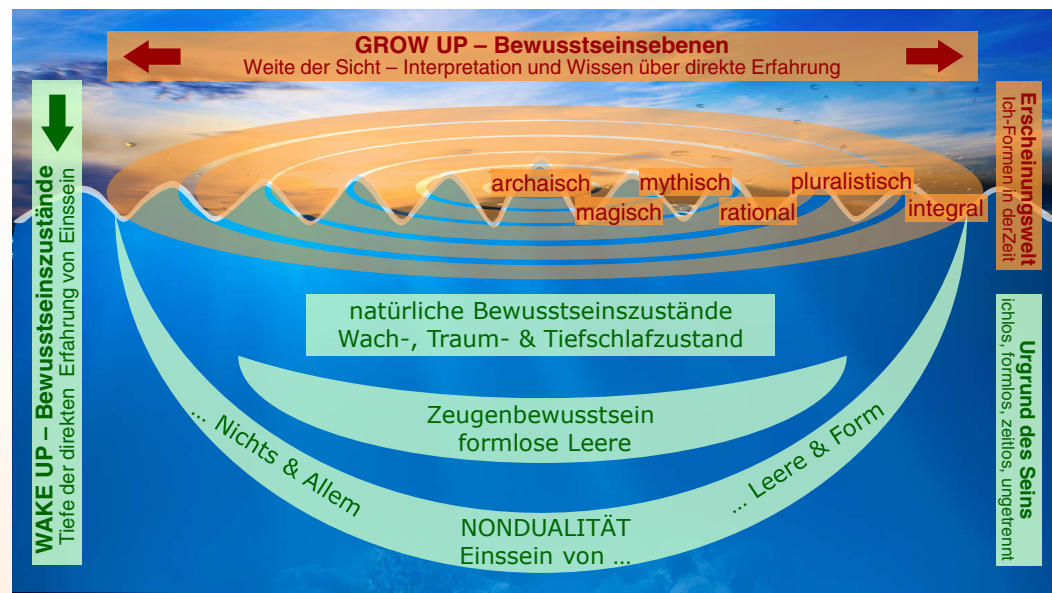 GROW UP – Bewusstseinsebenen
Weite der Sicht – Interpretation und Wissen über direkte Erfahrung
WAKE UP – Bewusstseinszustände
Tiefe der direkten Erfahrung von Einssein
archaisch
mythisch
pluralistisch
magisch
rational
integral
Erscheinungswelt
Ich-Formen in derZeit
natürliche Bewusstseinszustände
Wach-, Traum- & Tiefschlafzustand
Zeugenbewusstsein
formlose Leere
... Nichts & Allem
... Leere & Form
NONDUALITÄT
Einssein von ...
Urgrund des Seins
ichlos, formlos, zeitlos, ungetrennt